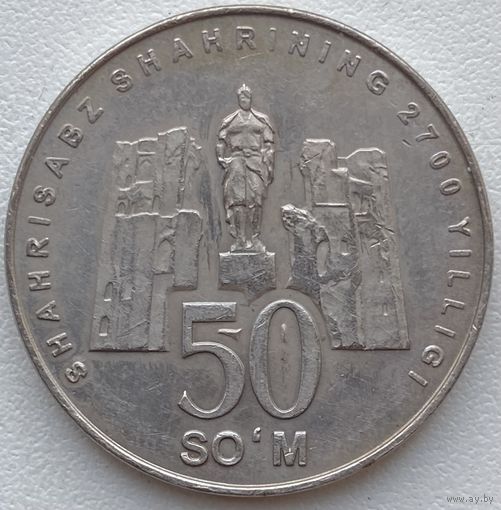 SHAHRISABZ SHAHRINING 2700 YILLIGI
50
SO'M
www.ay.by